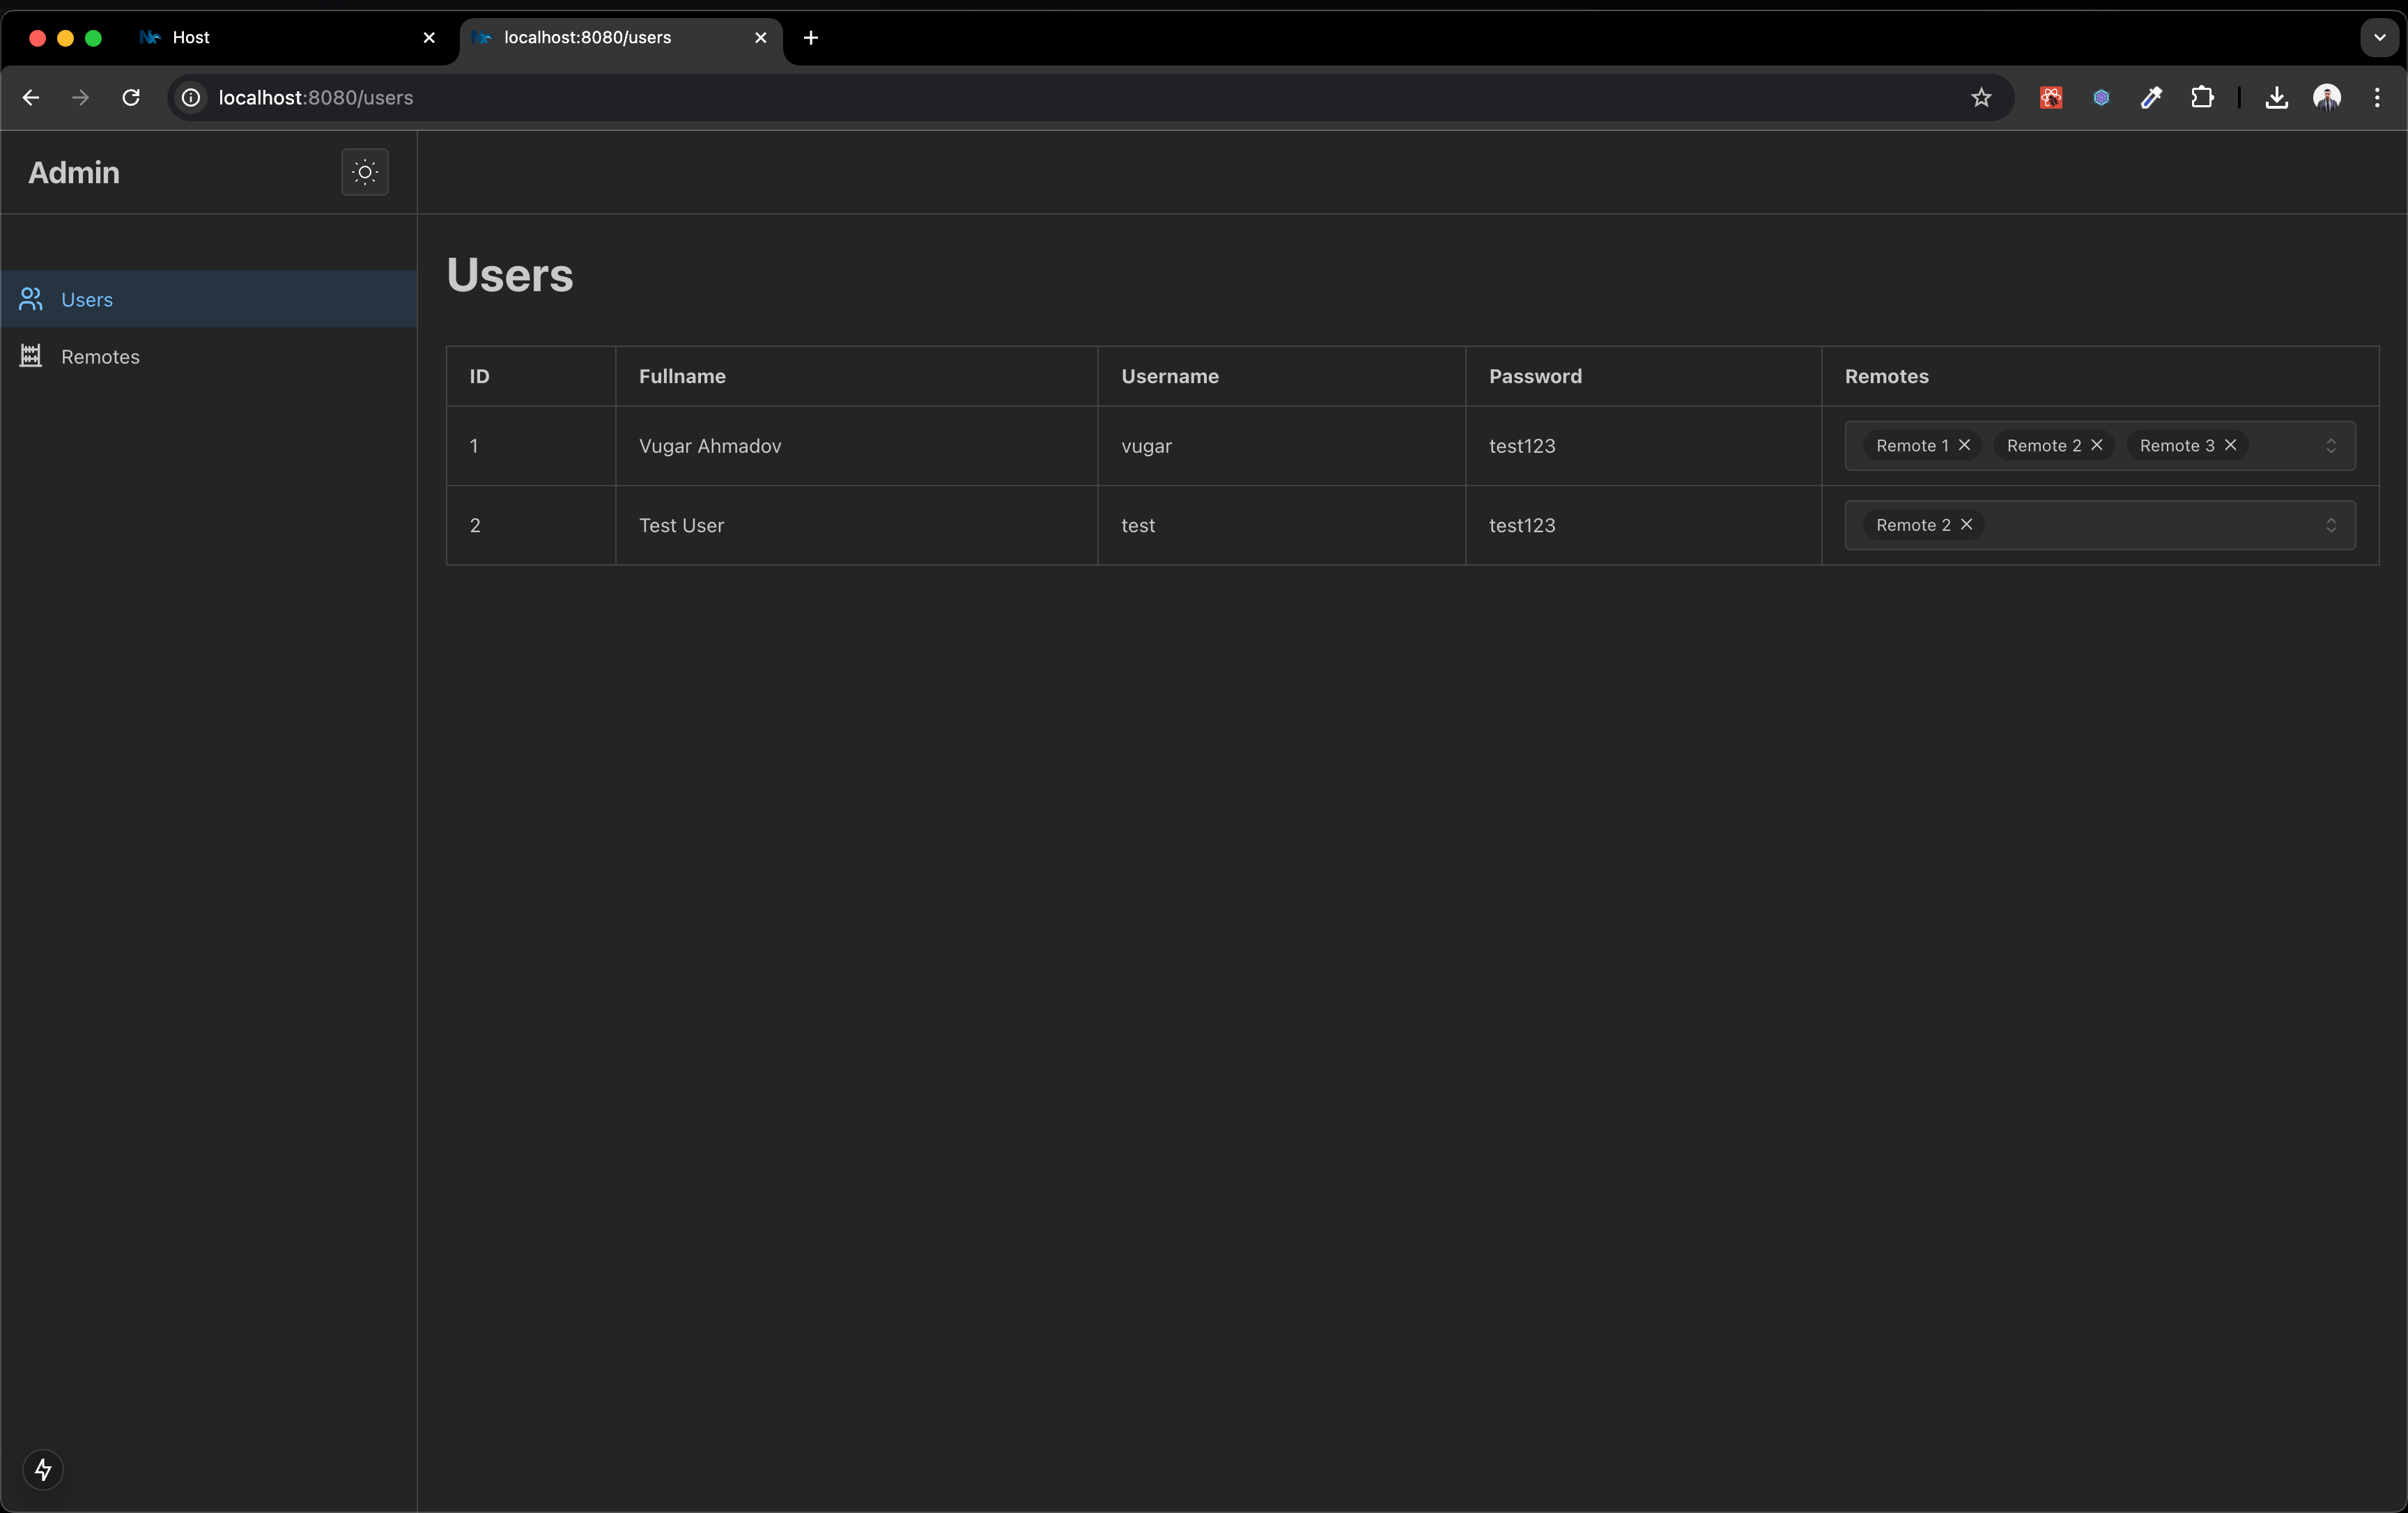 Host
localhost:8080/users
localhost:8080/users
Admin
Users
Remotes
Users
ID Fullname Username Password Remotes
1 Vugar Ahmadov vugar test123 Remote 1 Remote 2 Remote 3
2 Test User test test123 Remote 2